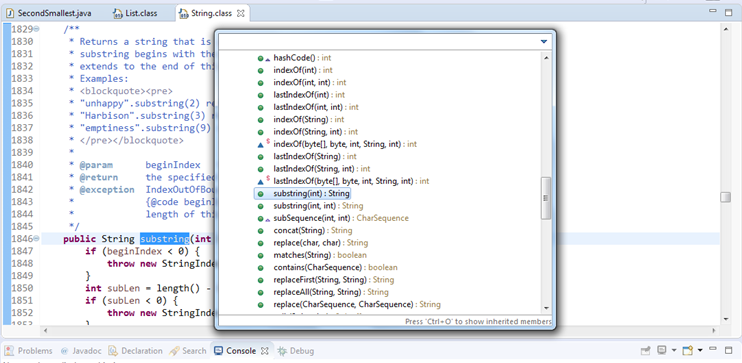 SecondSmallest.java List.class String.class
1829 /**
1830 * Returns a string that is
1831 * substring begins with the
1832 * extends to the end of thi
1833 * Examples:
1834 * <blockquote><pre>
1835 * "unhappy".substring(2) re
1836 * "Harbison".substring(3) r
1837 * "emptiness".substring(9)
1838 * </pre></blockquote>
1839 *
1840 * @param beginIndex
1841 * @return the specified
1842 * @exception IndexOutOfBou
1843 * {@code beginI
1844 * length of thi
1845 */
1846 public String substring(int
1847 if (beginIndex < 0) {
1848 throw new StringInde
1849 }
1850 int subLen = length() -
1851 if (subLen < 0) {
1852 throw new StringInde
1853 }
hashCode() : int
indexOf(int) : int
indexOf(int, int) : int
lastIndexOf(int) : int
lastIndexOf(int, int) : int
indexOf(String) : int
indexOf(String, int) : int
S indexOf(byte[], byte, int, String, int) : int
lastIndexOf(String) : int
lastIndexOf(String, int) : int
S lastIndexOf(byte[], byte, int, String, int) : int
substring(int) : String
substring(int, int) : String
subSequence(int, int) : CharSequence
concat(String) : String
replace(char, char) : String
matches(String) : boolean
contains(CharSequence) : boolean
replaceFirst(String, String) : String
replaceAll(String, String) : String
replace(CharSequence, CharSequence) : String
Press 'Ctrl+O' to show inherited members
Problems Javadoc Declaration Search Console Debug